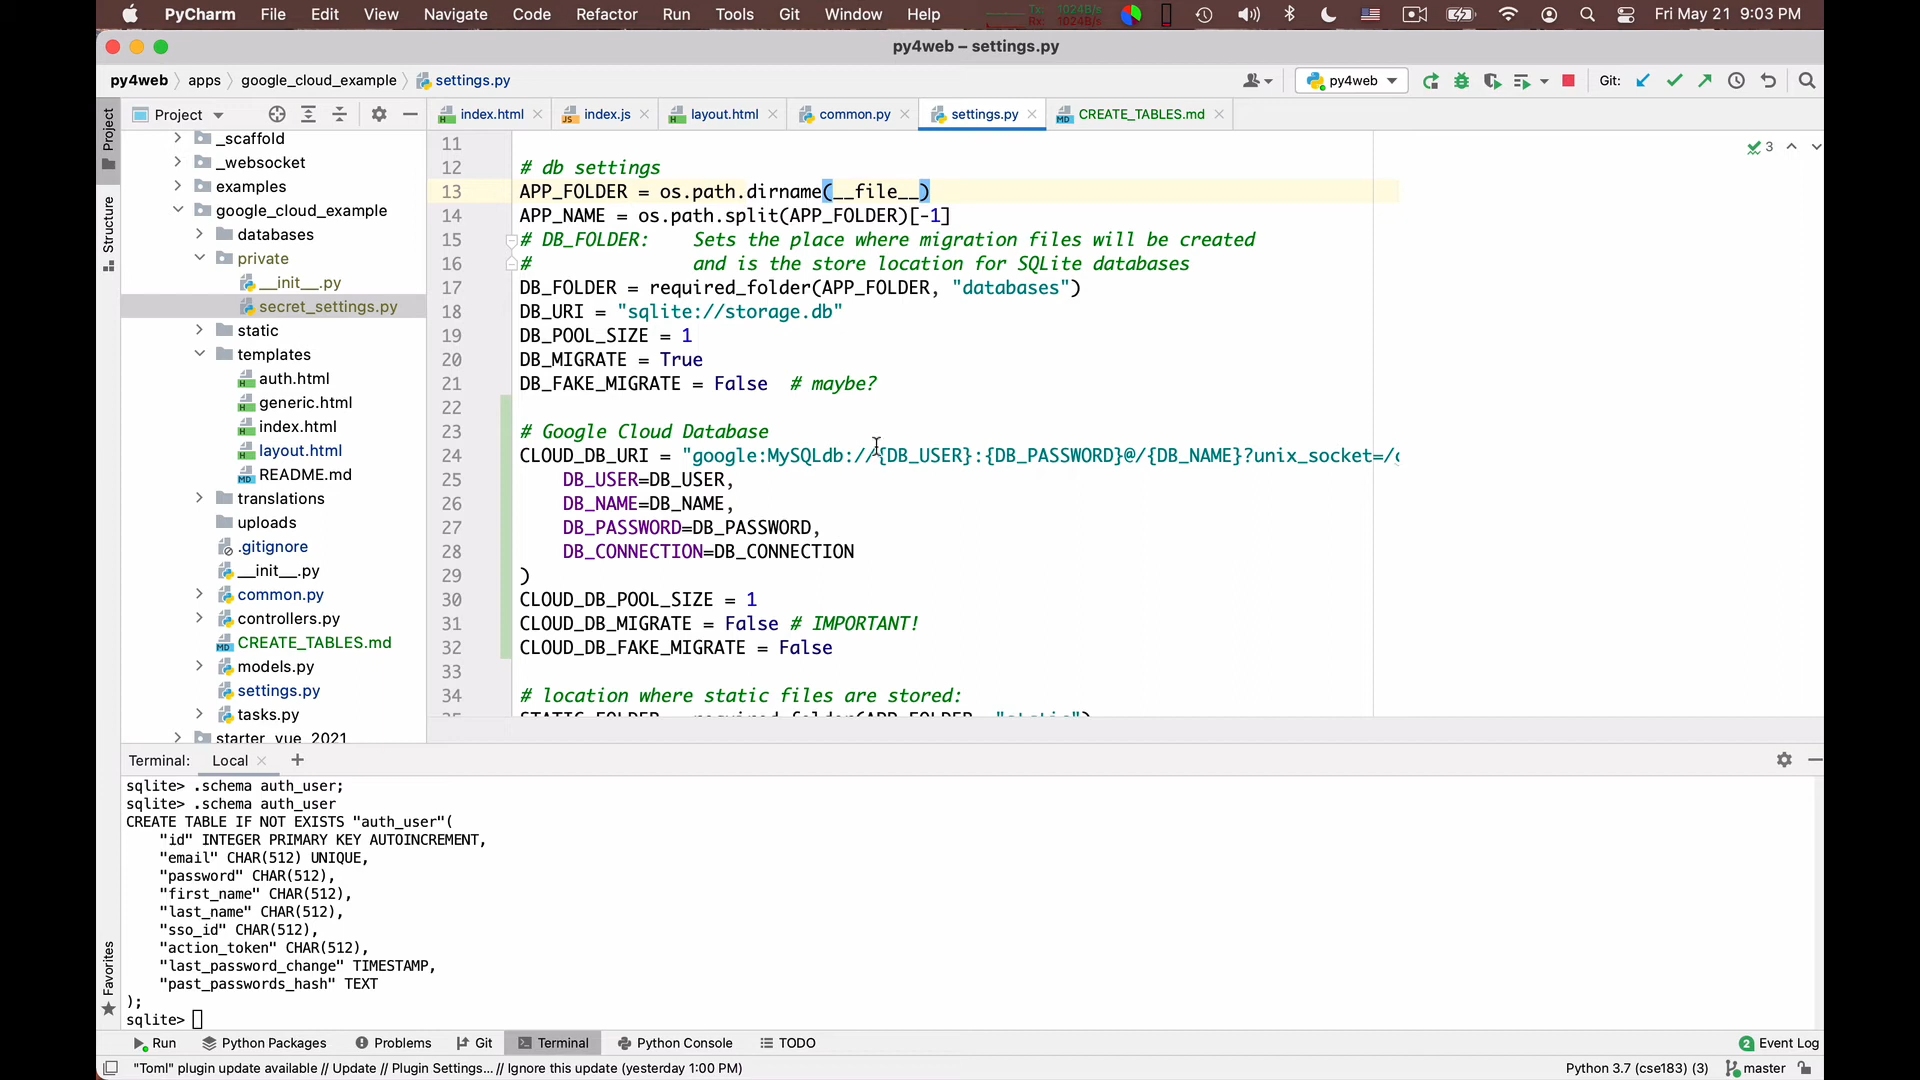 PyCharm File Edit View Navigate Code Refactor Run Tools Git VCS Window Help Tx: 1024B/s Rx: 1024B/s Fri May 21 9:03 PM
py4web – settings.py
py4web apps google_cloud_example settings.py py4web Git:
Project index.html index.js layout.html common.py settings.py CREATE_TABLES.md
Project
Structure
Favorites
_scaffold
_websocket
examples
google_cloud_example
databases
private
__init__.py
secret_settings.py
static
templates
auth.html
generic.html
index.html
layout.html
README.md
translations
uploads
.gitignore
__init__.py
common.py
controllers.py
CREATE_TABLES.md
models.py
settings.py
tasks.py
starter_vue_2021
3
11
12 # db settings
13 APP_FOLDER = os.path.dirname(__file__)
14 APP_NAME = os.path.split(APP_FOLDER)[-1]
15 # DB_FOLDER:    Sets the place where migration files will be created
16 #               and is the store location for SQLite databases
17 DB_FOLDER = required_folder(APP_FOLDER, "databases")
18 DB_URI = "sqlite://storage.db"
19 DB_POOL_SIZE = 1
20 DB_MIGRATE = True
21 DB_FAKE_MIGRATE = False  # maybe?
22
23 # Google Cloud Database
24 CLOUD_DB_URI = "google:MySQLdb://{DB_USER}:{DB_PASSWORD}@/{DB_NAME}?unix_socket=/
25     DB_USER=DB_USER,
26     DB_NAME=DB_NAME,
27     DB_PASSWORD=DB_PASSWORD,
28     DB_CONNECTION=DB_CONNECTION
29 )
30 CLOUD_DB_POOL_SIZE = 1
31 CLOUD_DB_MIGRATE = False # IMPORTANT!
32 CLOUD_DB_FAKE_MIGRATE = False
33
34 # location where static files are stored:
Terminal: Local
sqlite> .schema auth_user;
sqlite> .schema auth_user
CREATE TABLE IF NOT EXISTS "auth_user"(
    "id" INTEGER PRIMARY KEY AUTOINCREMENT,
    "email" CHAR(512) UNIQUE,
    "password" CHAR(512),
    "first_name" CHAR(512),
    "last_name" CHAR(512),
    "sso_id" CHAR(512),
    "action_token" CHAR(512),
    "last_password_change" TIMESTAMP,
    "past_passwords_hash" TEXT
);
sqlite>
Run Python Packages Problems Git Terminal Python Console TODO 2 Event Log
"Toml" plugin update available // Update // Plugin Settings... // Ignore this update (yesterday 1:00 PM) Python 3.7 (cse183) (3) master